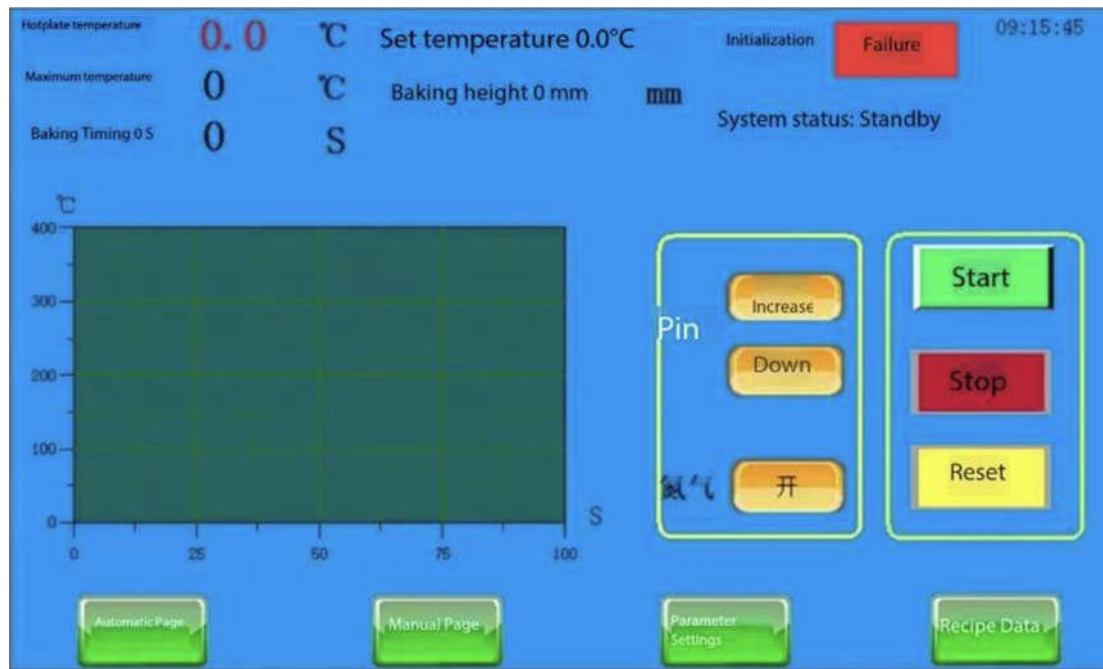 Hotplate temperature 0.0 ℃ Set temperature 0.0°C Initialization Failure 09:15:45
Maximum temperature 0 ℃ Baking height 0 mm mm
System status: Standby
Baking Timing 0 S 0 S
℃
400
300
200
100
0
0 25 50 75 100
S
Pin
Increase
Down
氮气 开
Start
Stop
Reset
Automatic Page
Manual Page
Parameter
Settings
Recipe Data